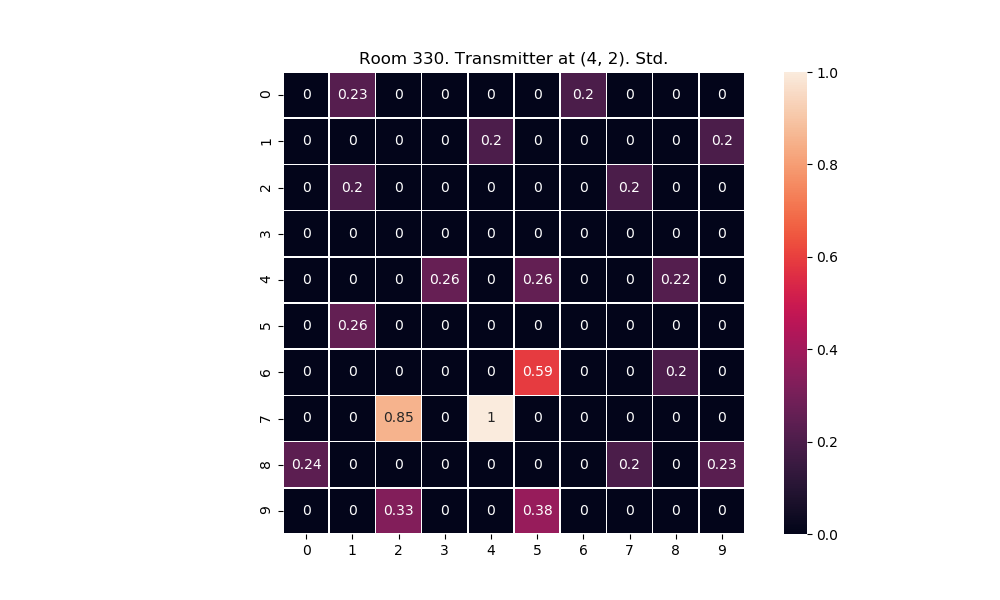 Room 330. Transmitter at (4, 2). Std.
0 0 0.23 0 0 0 0 0.2 0 0 0 1.0
1 0 0 0 0 0.2 0 0 0 0 0.2
0.8
2 0 0.2 0 0 0 0 0 0.2 0 0
3 0 0 0 0 0 0 0 0 0 0
0.6
4 0 0 0 0.26 0 0.26 0 0 0.22 0
5 0 0.26 0 0 0 0 0 0 0 0
0.4
6 0 0 0 0 0 0.59 0 0 0.2 0
7 0 0 0.85 0 1 0 0 0 0 0
0.2
8 0.24 0 0 0 0 0 0 0.2 0 0.23
9 0 0 0.33 0 0 0.38 0 0 0 0
0.0
0 1 2 3 4 5 6 7 8 9